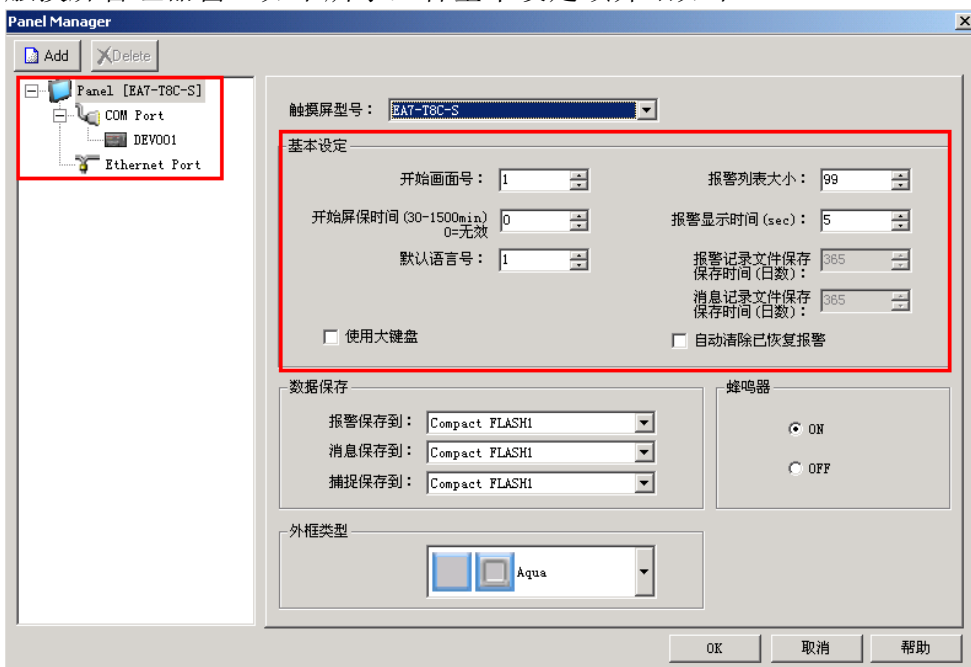 Panel Manager
Add
Delete
Panel [EA7-T8C-S]
COM Port
DEV001
Ethernet Port
触摸屏型号： EA7-T8C-S
基本设定
开始画面号： 1
报警列表大小： 99
开始屏保时间(30-1500min)
0=无效
0
报警显示时间(sec)： 5
默认语言号： 1
报警记录文件保存
保存时间(日数)：
365
消息记录文件保存
保存时间(日数)：
365
使用大键盘
自动清除已恢复报警
数据保存
报警保存到： Compact FLASH1
消息保存到： Compact FLASH1
捕捉保存到： Compact FLASH1
蜂鸣器
ON
OFF
外框类型
Aqua
OK
取消
帮助